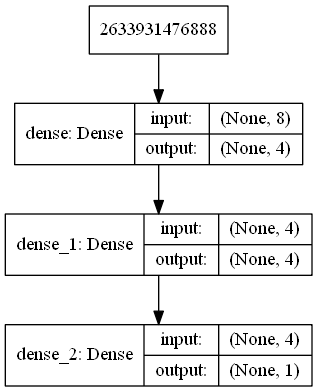 2633931476888
dense: Dense
input: (None, 8)
output: (None, 4)
dense_1: Dense
input: (None, 4)
output: (None, 4)
dense_2: Dense
input: (None, 4)
output: (None, 1)